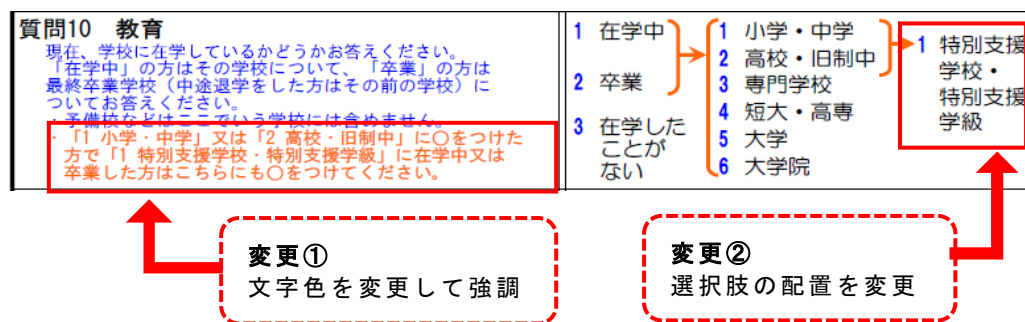 質問10　教育
現在、学校に在学しているかどうかお答えください。
「在学中」の方はその学校について、「卒業」の方は
最終卒業学校（中途退学をした方はその前の学校）に
ついてお答えください。
・予備校などはここでいう学校には含めません。
・「1 小学・中学」又は「2 高校・旧制中」に○をつけた
方で「1 特別支援学校・特別支援学級」に在学中又は
卒業した方はこちらにも○をつけてください。
1 在学中
2 卒業
3 在学した
ことが
ない
1 小学・中学
2 高校・旧制中
3 専門学校
4 短大・高専
5 大学
6 大学院
1 特別支援
学校・
特別支援
学級
変更①
文字色を変更して強調
変更②
選択肢の配置を変更